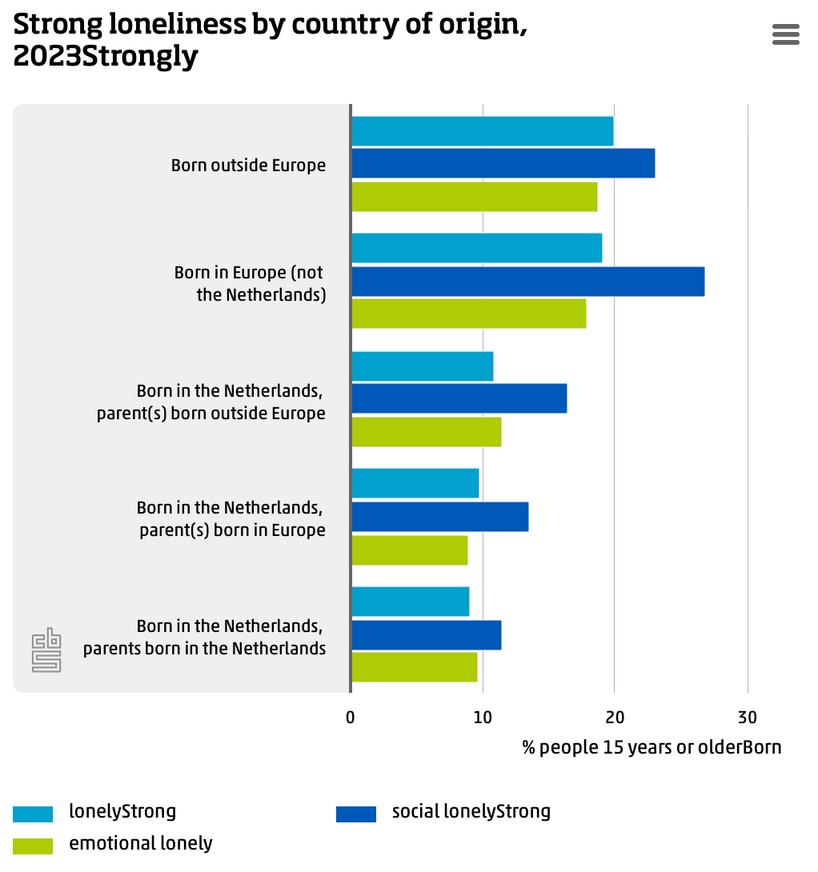 Strong loneliness by country of origin,
2023Strongly
Born outside Europe
Born in Europe (not
the Netherlands)
Born in the Netherlands,
parent(s) born outside Europe
Born in the Netherlands,
parent(s) born in Europe
Born in the Netherlands,
parents born in the Netherlands
cbs
0 10 20 30
% people 15 years or olderBorn
lonelyStrong
social lonelyStrong
emotional lonely